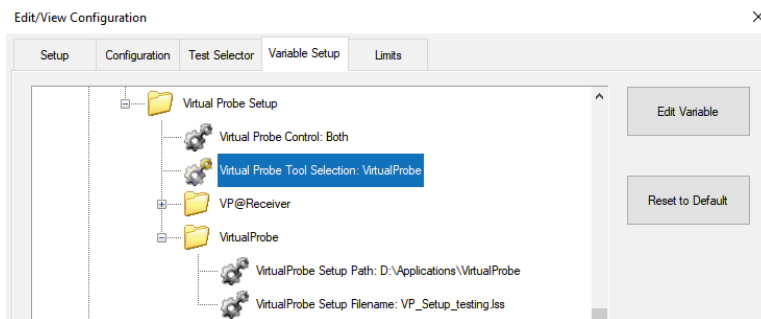 Edit/View Configuration
Setup Configuration Test Selector Variable Setup Limits
Virtual Probe Setup
Virtual Probe Control: Both
Virtual Probe Tool Selection: VirtualProbe
VP@Receiver
VirtualProbe
VirtualProbe Setup Path: D:\Applications\VirtualProbe
VirtualProbe Setup Filename: VP_Setup_testing.lss
Edit Variable
Reset to Default